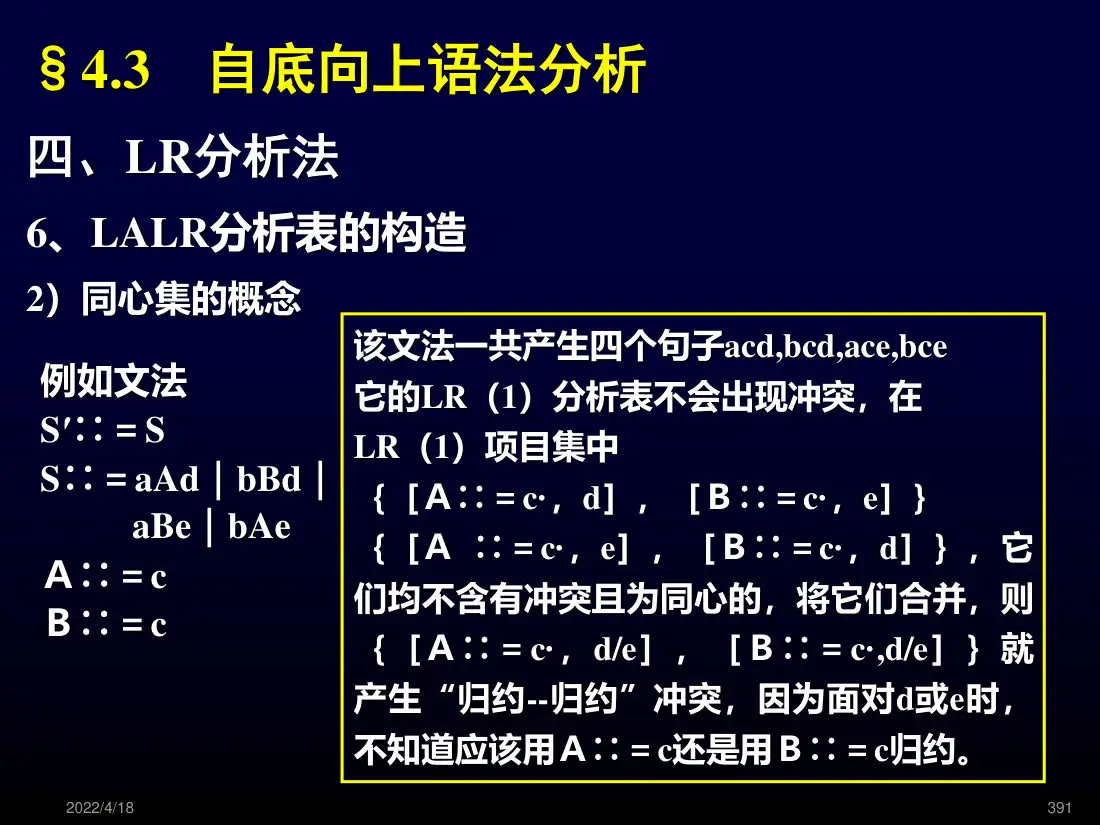 §4.3 自底向上语法分析
四、LR分析法
6、LALR分析表的构造
2）同心集的概念
例如文法
S′∷＝S
S∷＝aAd｜bBd｜
aBe｜bAe
A∷＝c
B∷＝c
该文法一共产生四个句子acd,bcd,ace,bce
它的LR（1）分析表不会出现冲突，在
LR（1）项目集中
｛［A∷＝c·，d］，［B∷＝c·，e］｝
｛［A ∷＝c·，e］，［B∷＝c·，d］｝，它
们均不含有冲突且为同心的，将它们合并，则
｛［A∷＝c·，d/e］，［B∷＝c·,d/e］｝就
产生“归约--归约”冲突，因为面对d或e时，
不知道应该用A∷＝c还是用B∷＝c归约。
2022/4/18
391